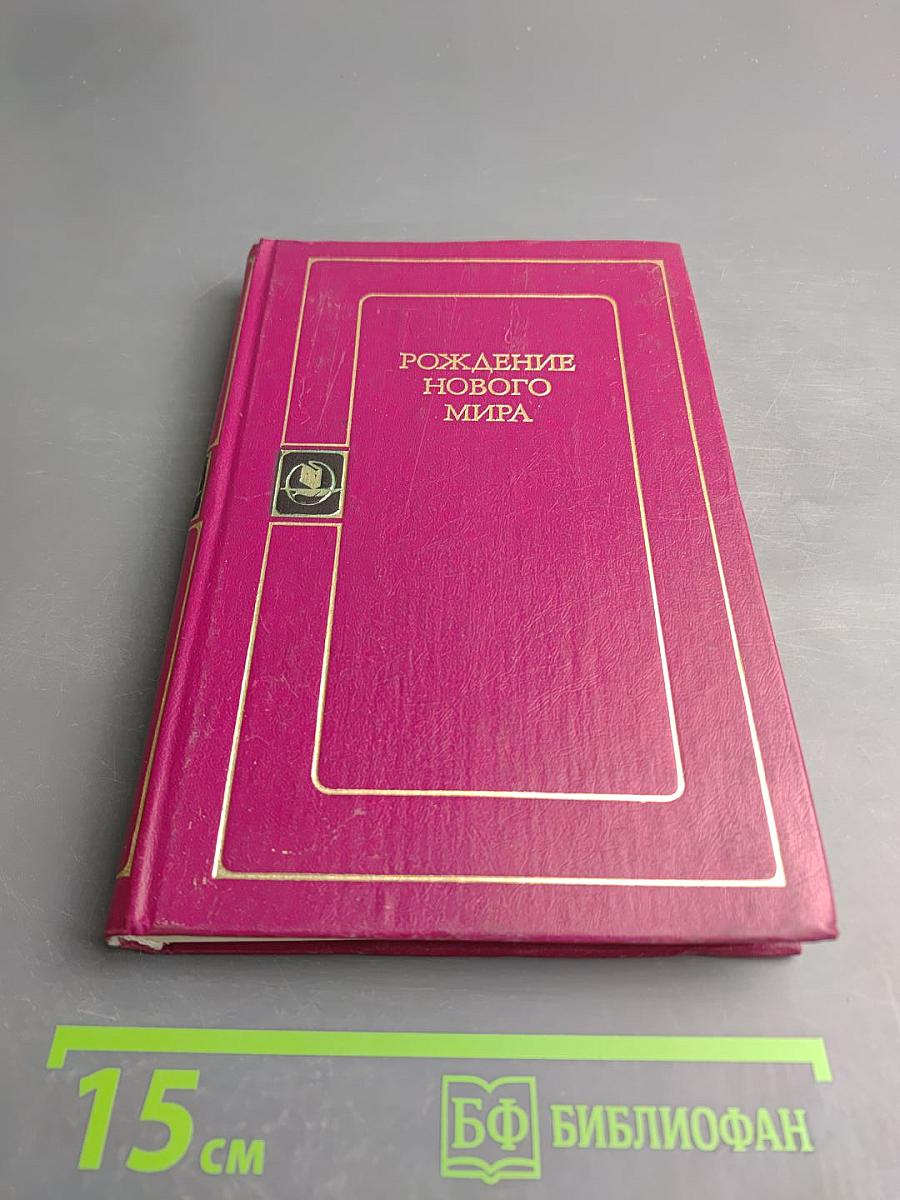 РОЖДЕНИЕ
НОВОГО
МИРА
15 см
БФ БИБЛИОФАН